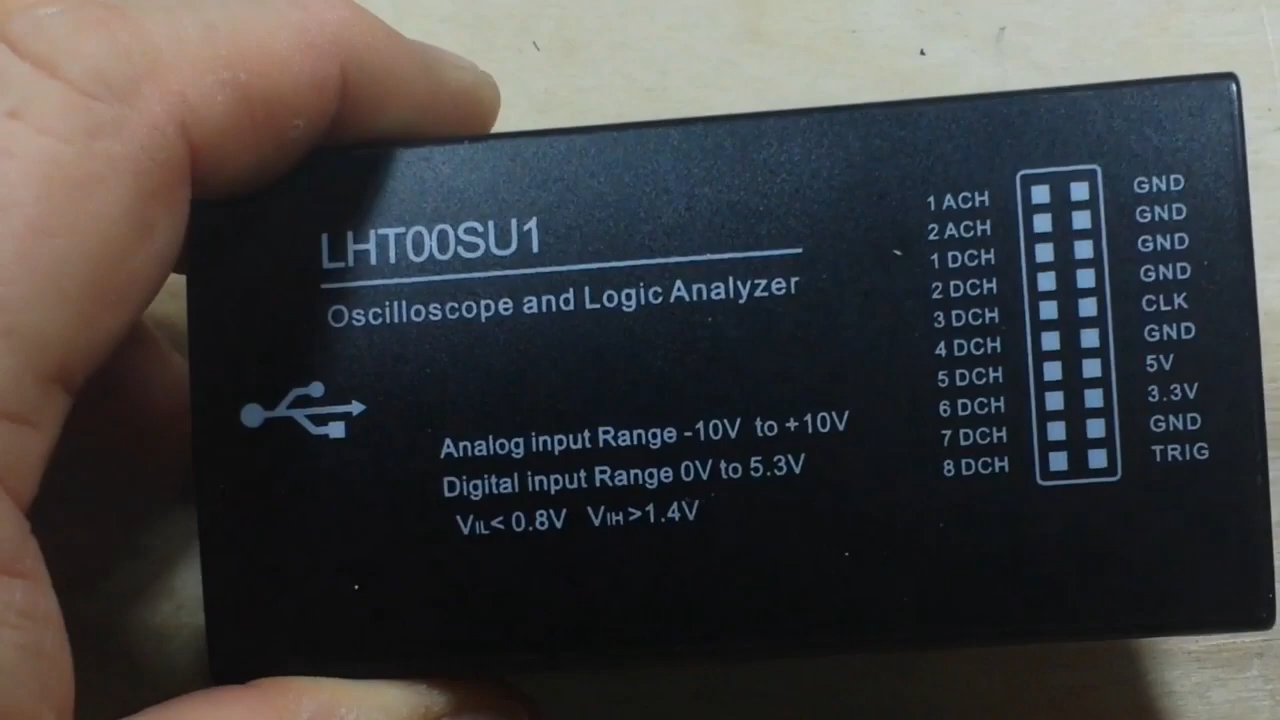 LHT00SU1
Oscilloscope and Logic Analyzer
Analog input Range -10V to +10V
Digital input Range 0V to 5.3V
VIL< 0.8V VIH>1.4V
1 ACH GND
2 ACH GND
1 DCH GND
2 DCH GND
3 DCH CLK
4 DCH GND
5 DCH 5V
6 DCH 3.3V
7 DCH GND
8 DCH TRIG